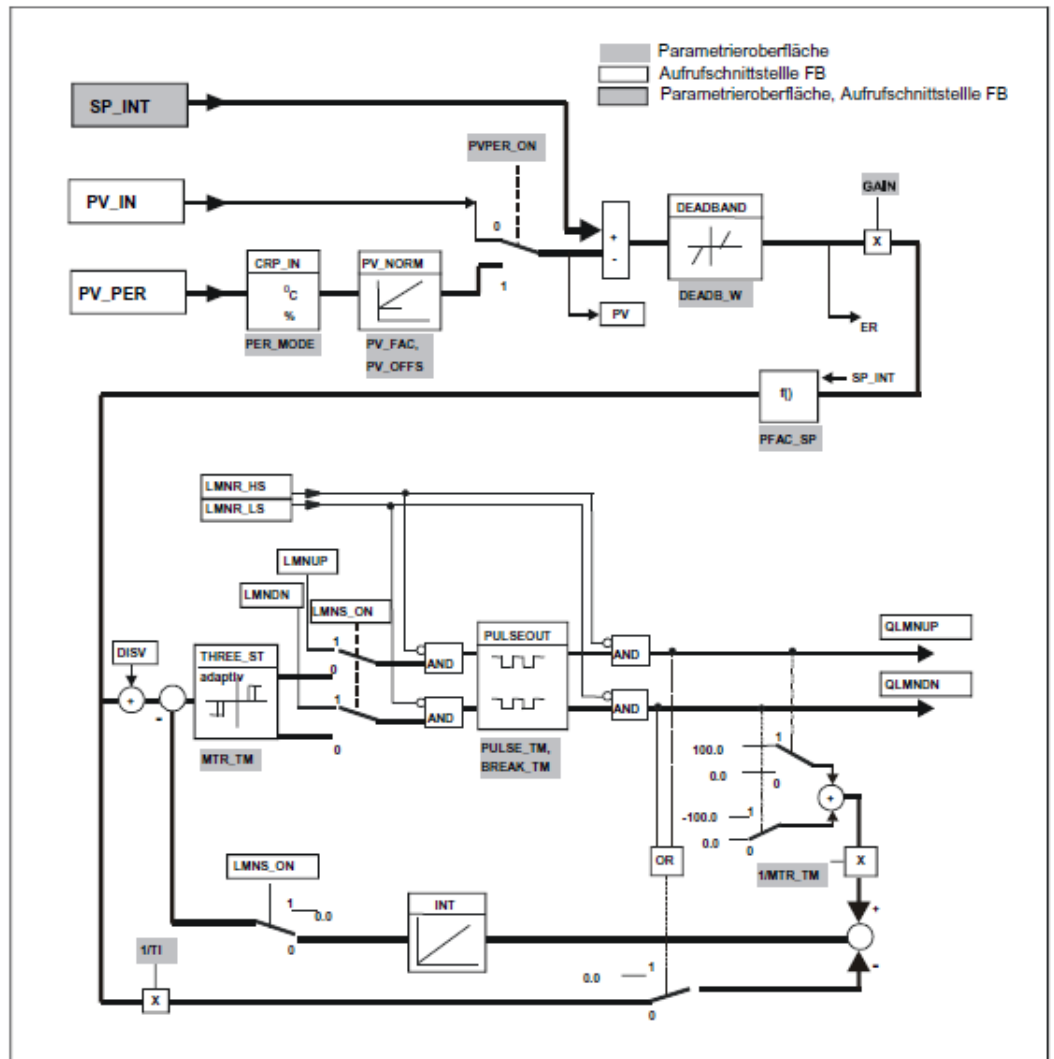 Parametrieroberfläche
Aufrufschnittstellle FB
Parametrieroberfläche, Aufrufschnittstellle FB
SP_INT
PVPER_ON
GAIN
PV_IN
DEADBAND
0
+
-
X
CRP_IN
PV_NORM
PV_PER
°C
%
1
DEADB_W
PV
ER
PER_MODE
PV_FAC,
PV_OFFS
SP_INT
f()
PFAC_SP
LMNR_HS
LMNR_LS
LMNUP
LMNDN
LMNS_ON
PULSEOUT
QLMNUP
1
AND
AND
DISV
THREE_ST
adaptiv
0
QLMNDN
1
AND
AND
+
-
0
MTR_TM
PULSE_TM,
BREAK_TM
100.0
1
0.0
0
+
-100.0
1
0.0
0
OR
1/MTR_TM
X
LMNS_ON
1
0.0
INT
+
0
1/TI
0.0
1
-
X
0